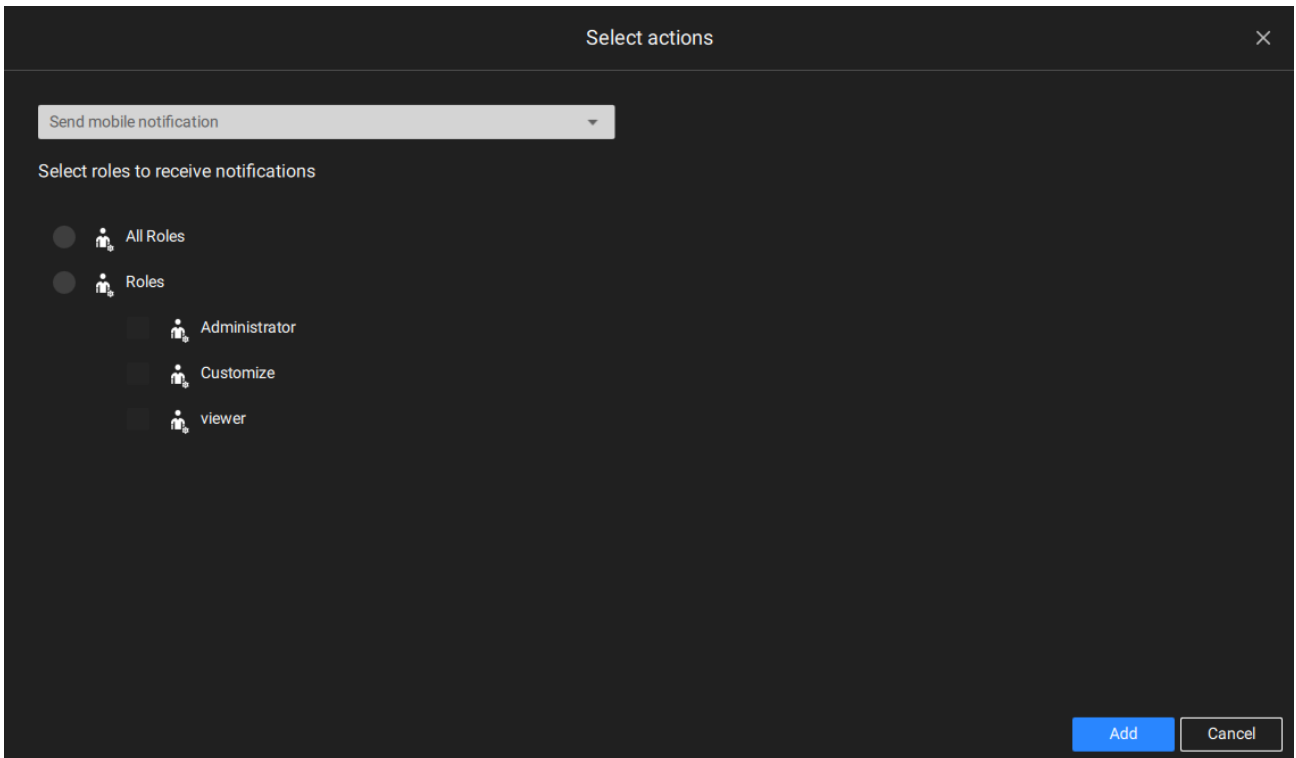 Select actions
Send mobile notification
Select roles to receive notifications
All Roles
Roles
Administrator
Customize
viewer
Add
Cancel